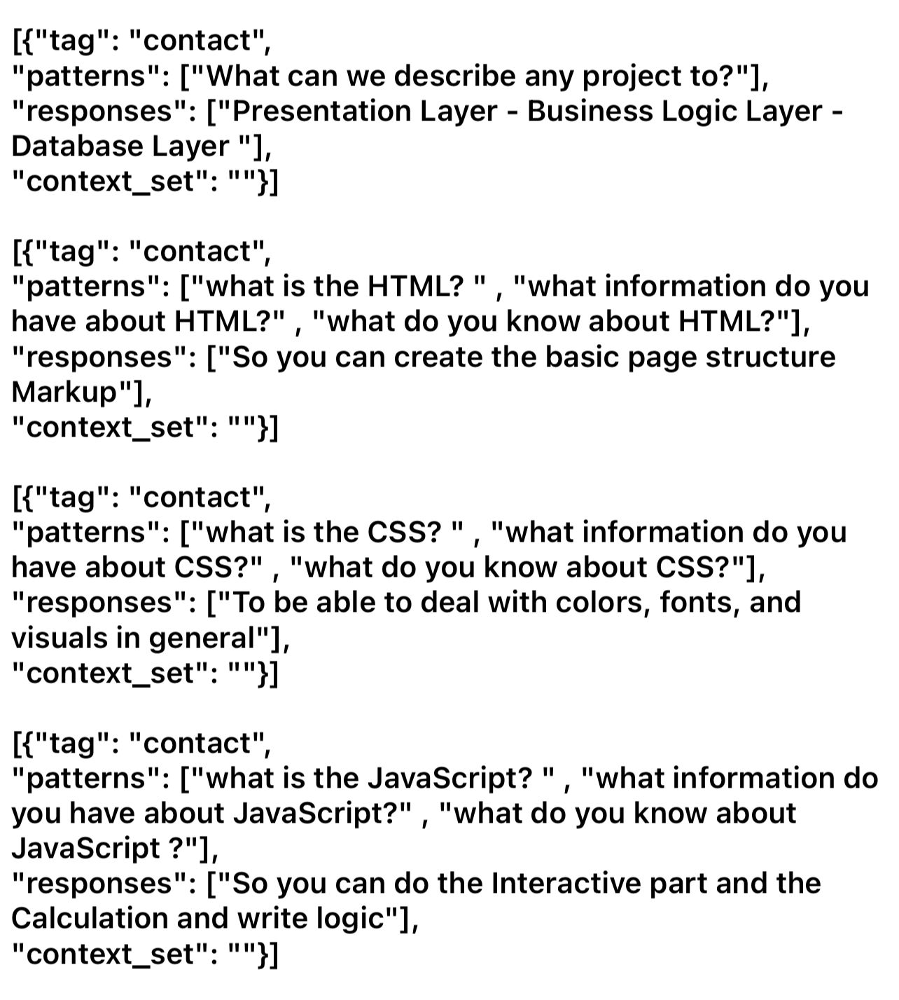 [{"tag": "contact",
"patterns": ["What can we describe any project to?"],
"responses": ["Presentation Layer - Business Logic Layer -
Database Layer "],
"context_set": ""}]
[{"tag": "contact",
"patterns": ["what is the HTML? " , "what information do you
have about HTML?" , "what do you know about HTML?"],
"responses": ["So you can create the basic page structure
Markup"],
"context_set": ""}]
[{"tag": "contact",
"patterns": ["what is the CSS? " , "what information do you
have about CSS?" , "what do you know about CSS?"],
"responses": ["To be able to deal with colors, fonts, and
visuals in general"],
"context_set": ""}]
[{"tag": "contact",
"patterns": ["what is the JavaScript? " , "what information do
you have about JavaScript?" , "what do you know about
JavaScript ?"],
"responses": ["So you can do the Interactive part and the
Calculation and write logic"],
"context_set": ""}]